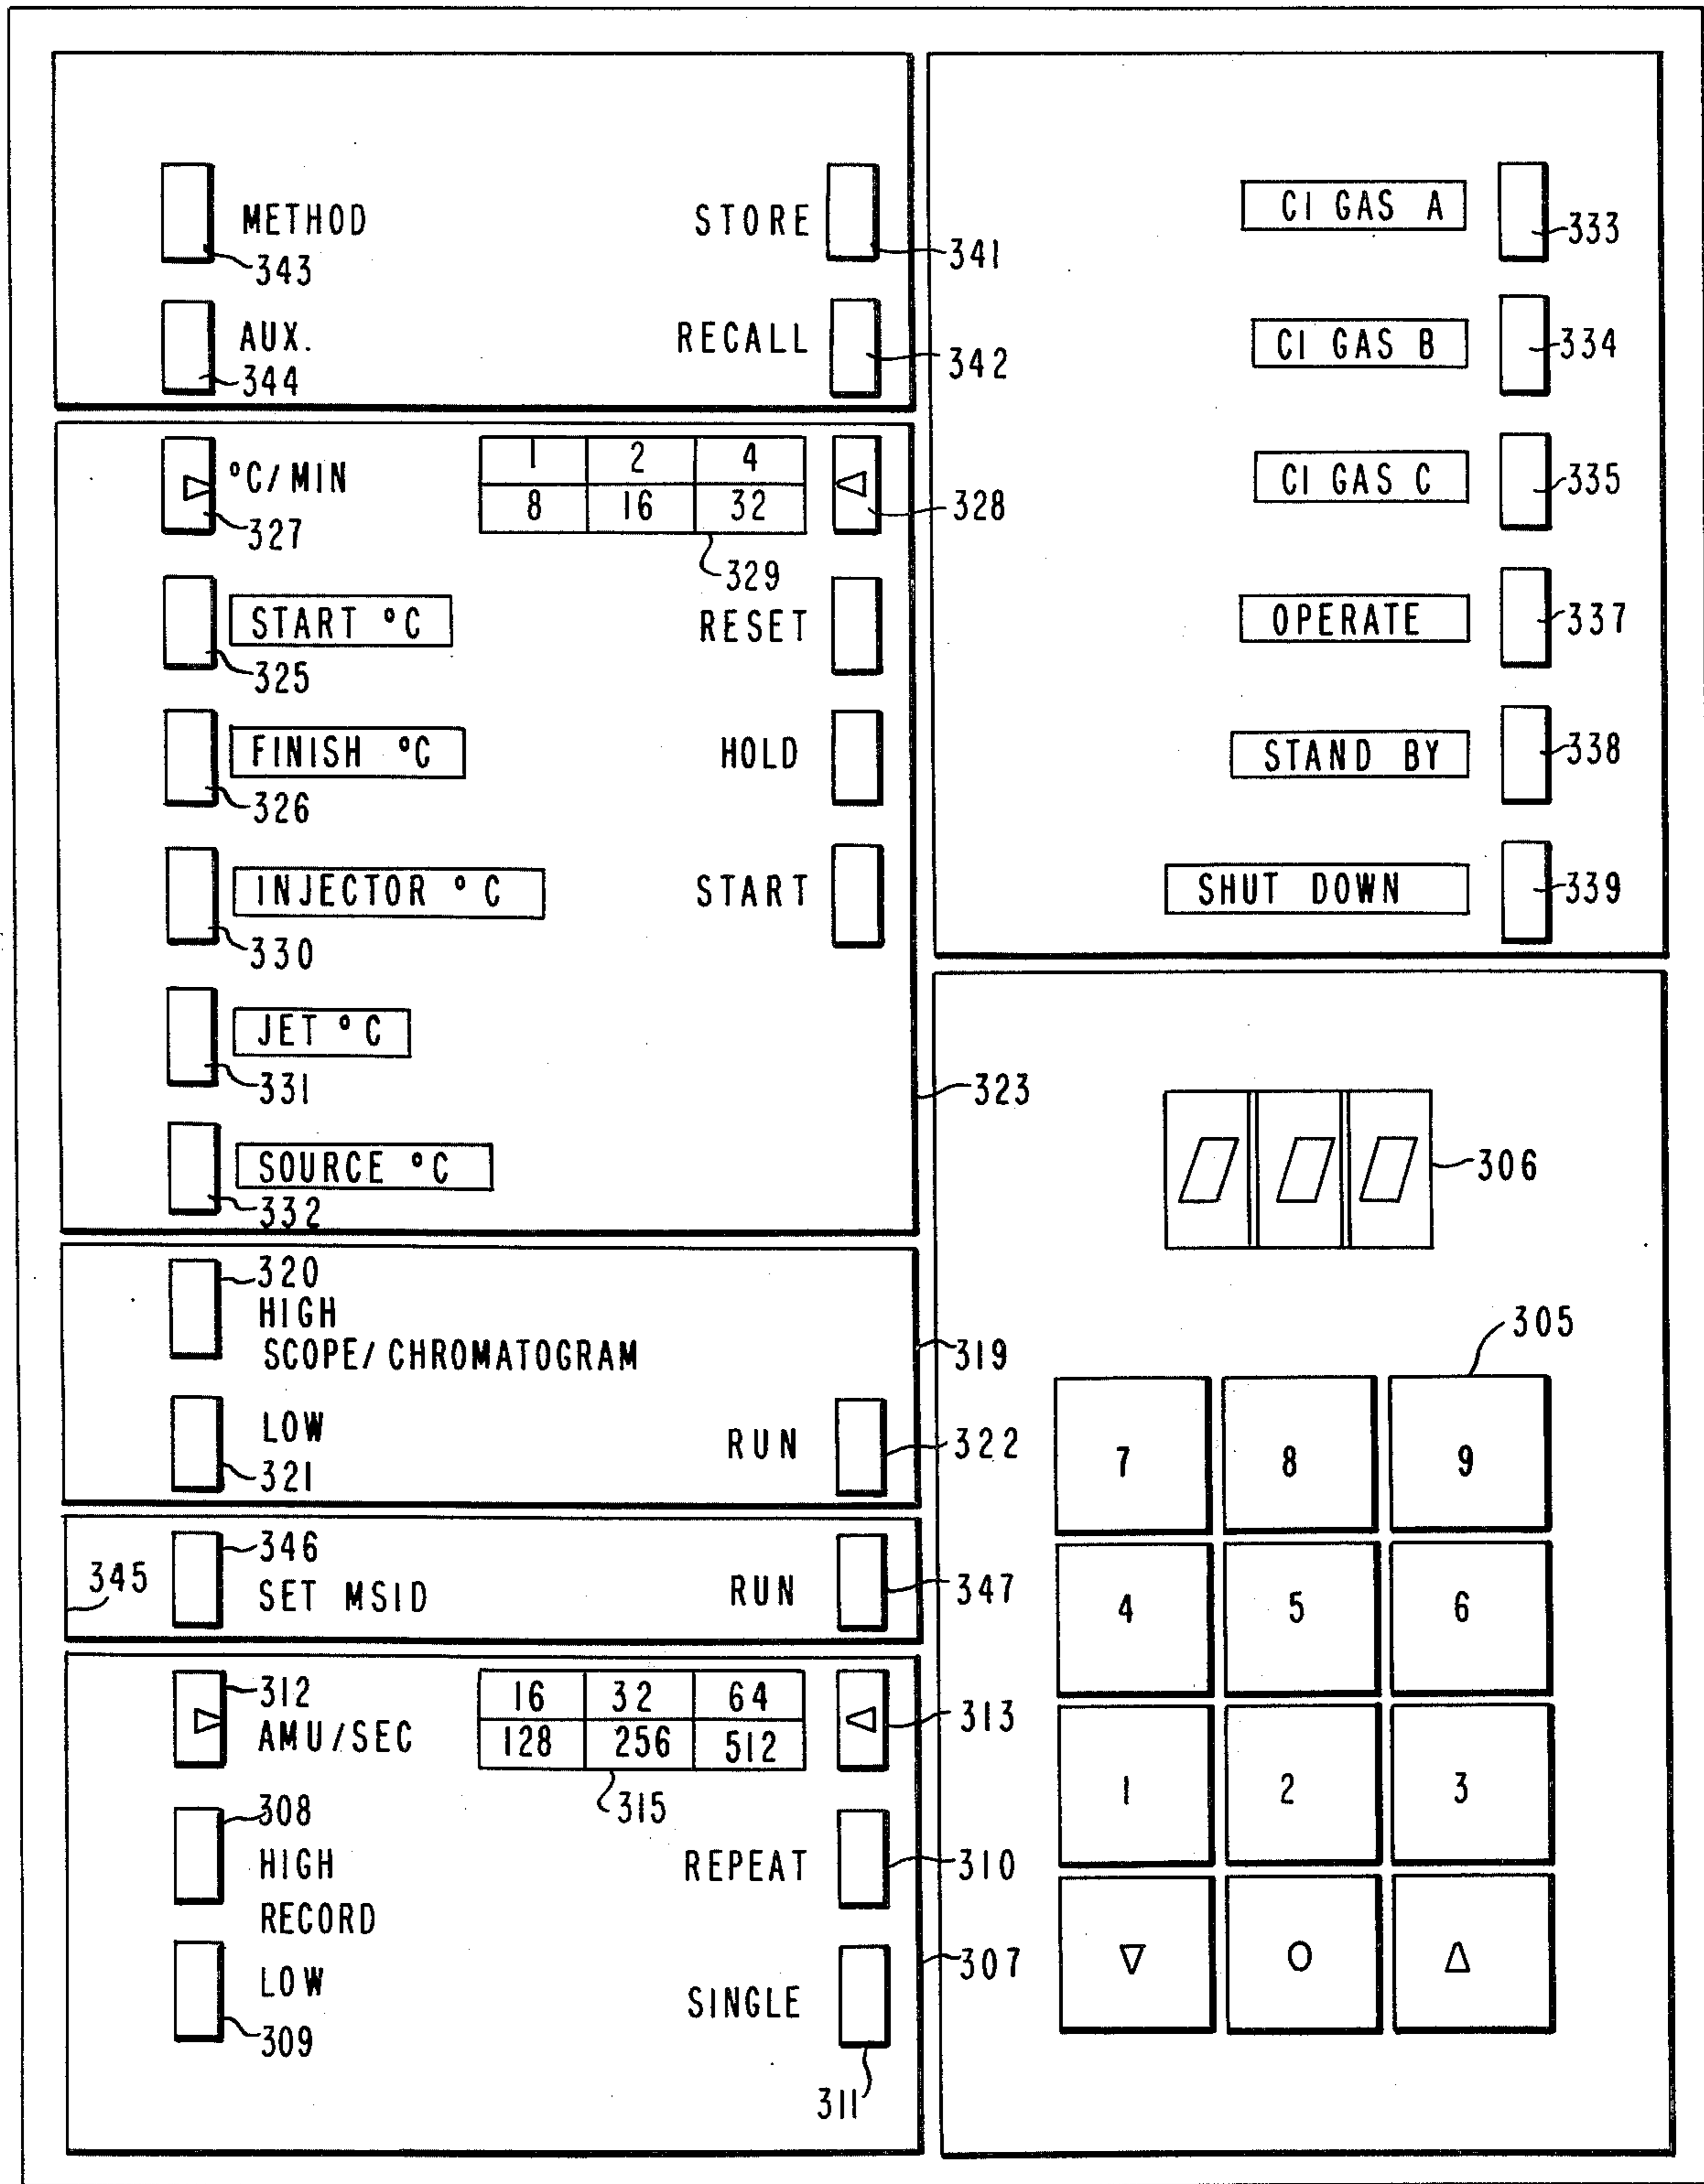 METHOD
343
STORE
341
AUX.
344
RECALL
342
°C/MIN
327
1 2 4
8 16 32
329
328
START °C
325
RESET
FINISH °C
326
HOLD
INJECTOR °C
330
START
JET °C
331
323
SOURCE °C
332
320
HIGH
SCOPE/CHROMATOGRAM
319
LOW
321
RUN
322
345
346
SET MSID
RUN
347
312
AMU/SEC
16 32 64
128 256 512
315
313
308
HIGH
RECORD
REPEAT
310
LOW
309
307
SINGLE
311
CI GAS A
333
CI GAS B
334
CI GAS C
335
OPERATE
337
STAND BY
338
SHUT DOWN
339
0 0 0
306
305
7 8 9
4 5 6
1 2 3
▽ 0 △